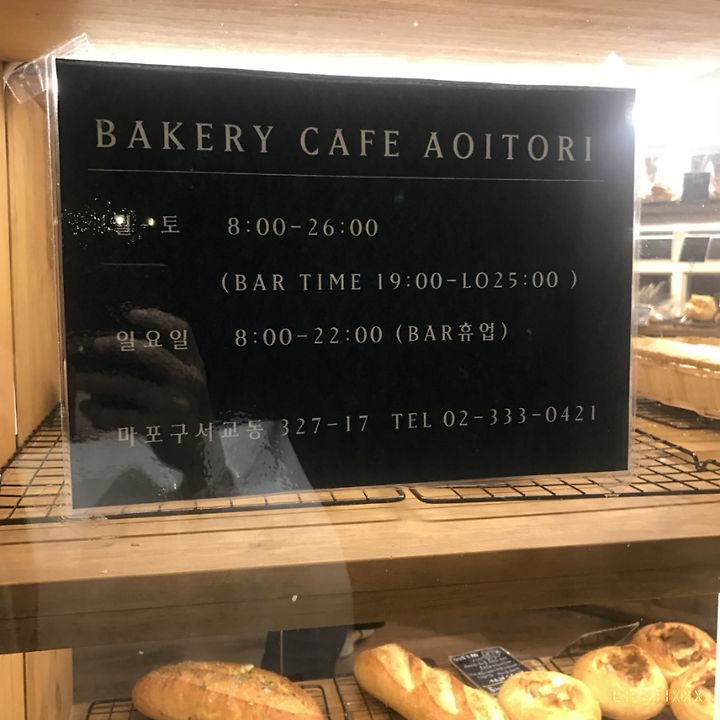 BAKERY CAFE AOITORI
월 - 토 8:00-26:00
(BAR TIME 19:00-LO25:00 )
일요일 8:00-22:00 (BAR휴업)
마포구서교동 327-17 TEL 02-333-0421